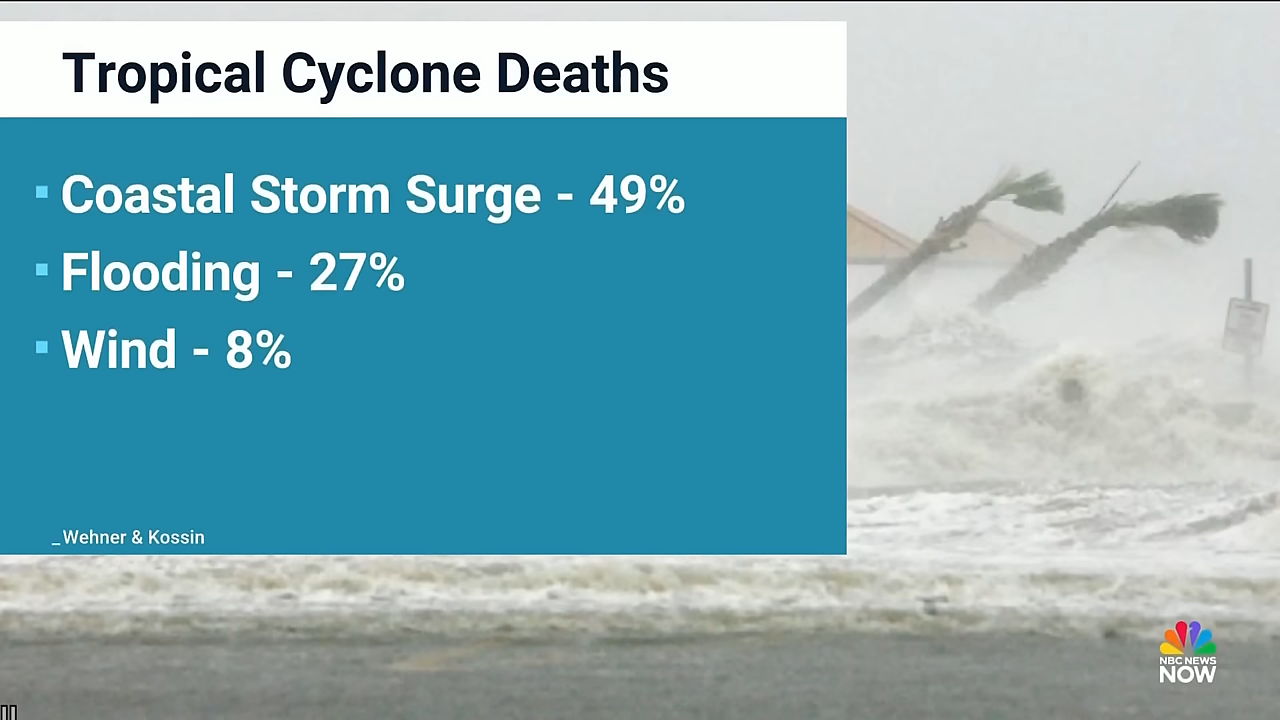 Tropical Cyclone Deaths
▪ Coastal Storm Surge - 49%
▪ Flooding - 27%
▪ Wind - 8%
_Wehner & Kossin
NBC NEWS
NOW